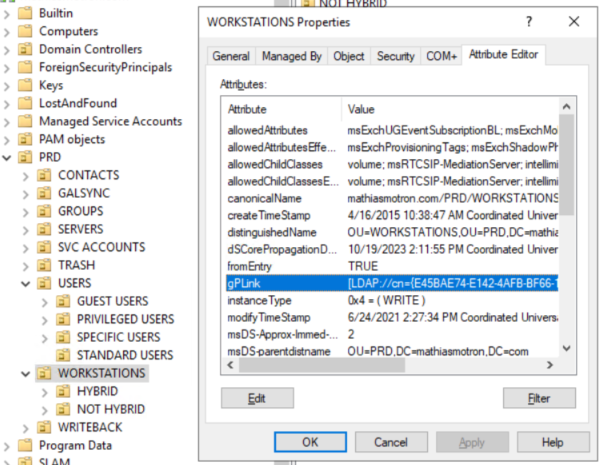 NOT HYBRID
Builtin
Computers
Domain Controllers
ForeignSecurityPrincipals
Keys
LostAndFound
Managed Service Accounts
PAM objects
PRD
CONTACTS
GALSYNC
GROUPS
SERVERS
SVC ACCOUNTS
TRASH
USERS
GUEST USERS
PRIVILEGED USERS
SPECIFIC USERS
STANDARD USERS
WORKSTATIONS
HYBRID
NOT HYBRID
WRITEBACK
Program Data
SLAM
WORKSTATIONS Properties ? ×
General Managed By Object Security COM+ Attribute Editor
Attributes:
Attribute Value
allowedAttributes msExchUGEventSubscriptionBL; msExchMo
allowedAttributesEffe... msExchProvisioningTags; msExchShadowPh
allowedChildClasses volume; msRTCSIP-MediationServer; intellimi
allowedChildClassesE... volume; msRTCSIP-MediationServer; intellimi
canonicalName mathiasmotron.com/PRD/WORKSTATIONS
createTimeStamp 4/16/2015 10:38:47 AM Coordinated Univer
distinguishedName OU=WORKSTATIONS,OU=PRD,DC=mathia
dSCorePropagationD... 10/19/2023 2:11:55 PM Coordinated Univer
fromEntry TRUE
gPLink [LDAP://cn={E45BAE74-E142-4AFB-BF66-1
instanceType 0x4 = ( WRITE )
modifyTimeStamp 6/24/2021 2:27:34 PM Coordinated Universa
msDS-Approx-Immed-... 2
msDS-parentdistname OU=PRD,DC=mathiasmotron,DC=com
Edit Filter
OK Cancel Apply Help